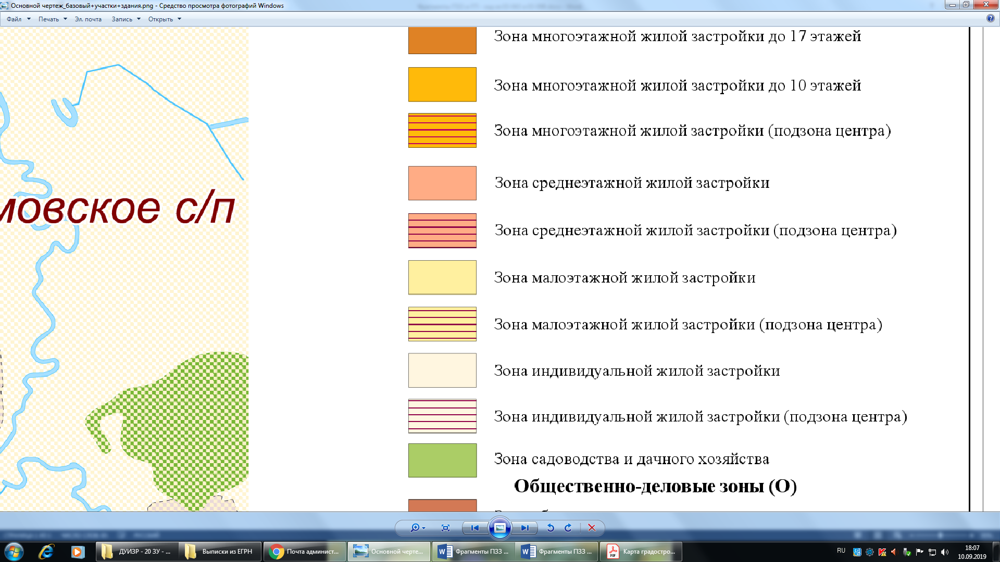 Основной чертеж_базовый+участки+здания.png - Средство просмотра фотографий Windows
Файл Печать Эл. почта Запись Открыть
Зона многоэтажной жилой застройки до 17 этажей
Зона многоэтажной жилой застройки до 10 этажей
Зона многоэтажной жилой застройки (подзона центра)
Зона среднеэтажной жилой застройки
мовское с/п
Зона среднеэтажной жилой застройки (подзона центра)
Зона малоэтажной жилой застройки
Зона малоэтажной жилой застройки (подзона центра)
Зона индивидуальной жилой застройки
Зона индивидуальной жилой застройки (подзона центра)
Зона садоводства и дачного хозяйства
Общественно-деловые зоны (О)
ДУИЗР - 20 ЗУ - ...
Выписки из ЕГРН
Почта админист...
Основной черте...
Фрагменты ПЗЗ ...
Фрагменты ПЗЗ ...
Карта градостро...
RU
18:07
10.09.2019